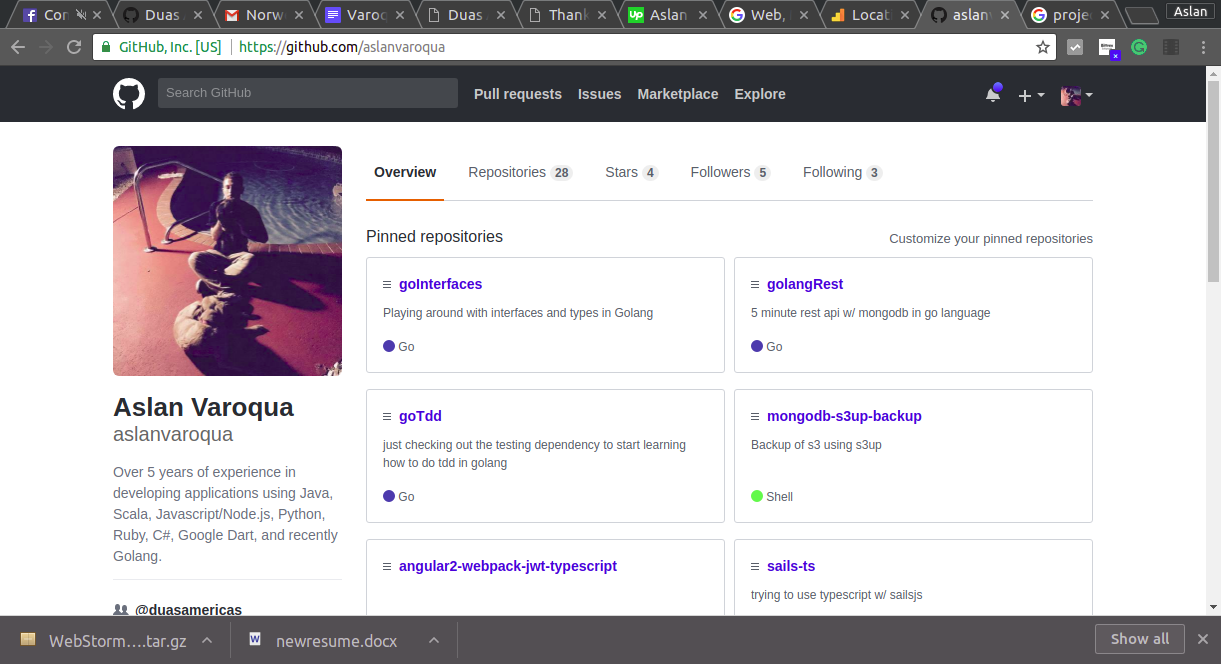 Cor
Duas
Norw
Varoq
Duas
Thank
Up
Aslan
Web,
Locat
aslanv
proje
Aslan
GitHub, Inc. [US]
https://github.com/aslanvaroqua
Search GitHub
Pull requests
Issues
Marketplace
Explore
Overview
Repositories 28
Stars 4
Followers 5
Following 3
Pinned repositories
Customize your pinned repositories
goInterfaces
Playing around with interfaces and types in Golang
Go
golangRest
5 minute rest api w/ mongodb in go language
Go
goTdd
just checking out the testing dependency to start learning
how to do tdd in golang
Go
mongodb-s3up-backup
Backup of s3 using s3up
Shell
angular2-webpack-jwt-typescript
sails-ts
trying to use typescript w/ sailsjs
Aslan Varoqua
aslanvaroqua
Over 5 years of experience in
developing applications using Java,
Scala, Javascript/Node.js, Python,
Ruby, C#, Google Dart, and recently
Golang.
@duasamericas
WebStorm....tar.gz
newresume.docx
Show all